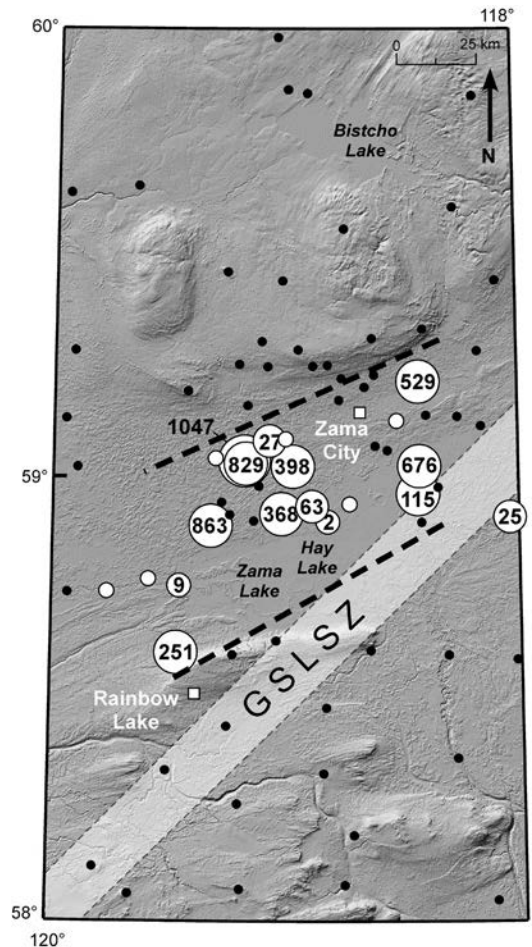 60°
118°
0 25 km
N
Bistcho
Lake
529
1047
27
Zama
City
829
398
676
59°
115
63
368
2
25
863
Hay
Lake
Zama
Lake
9
GSLSZ
251
Rainbow
Lake
58°
120°